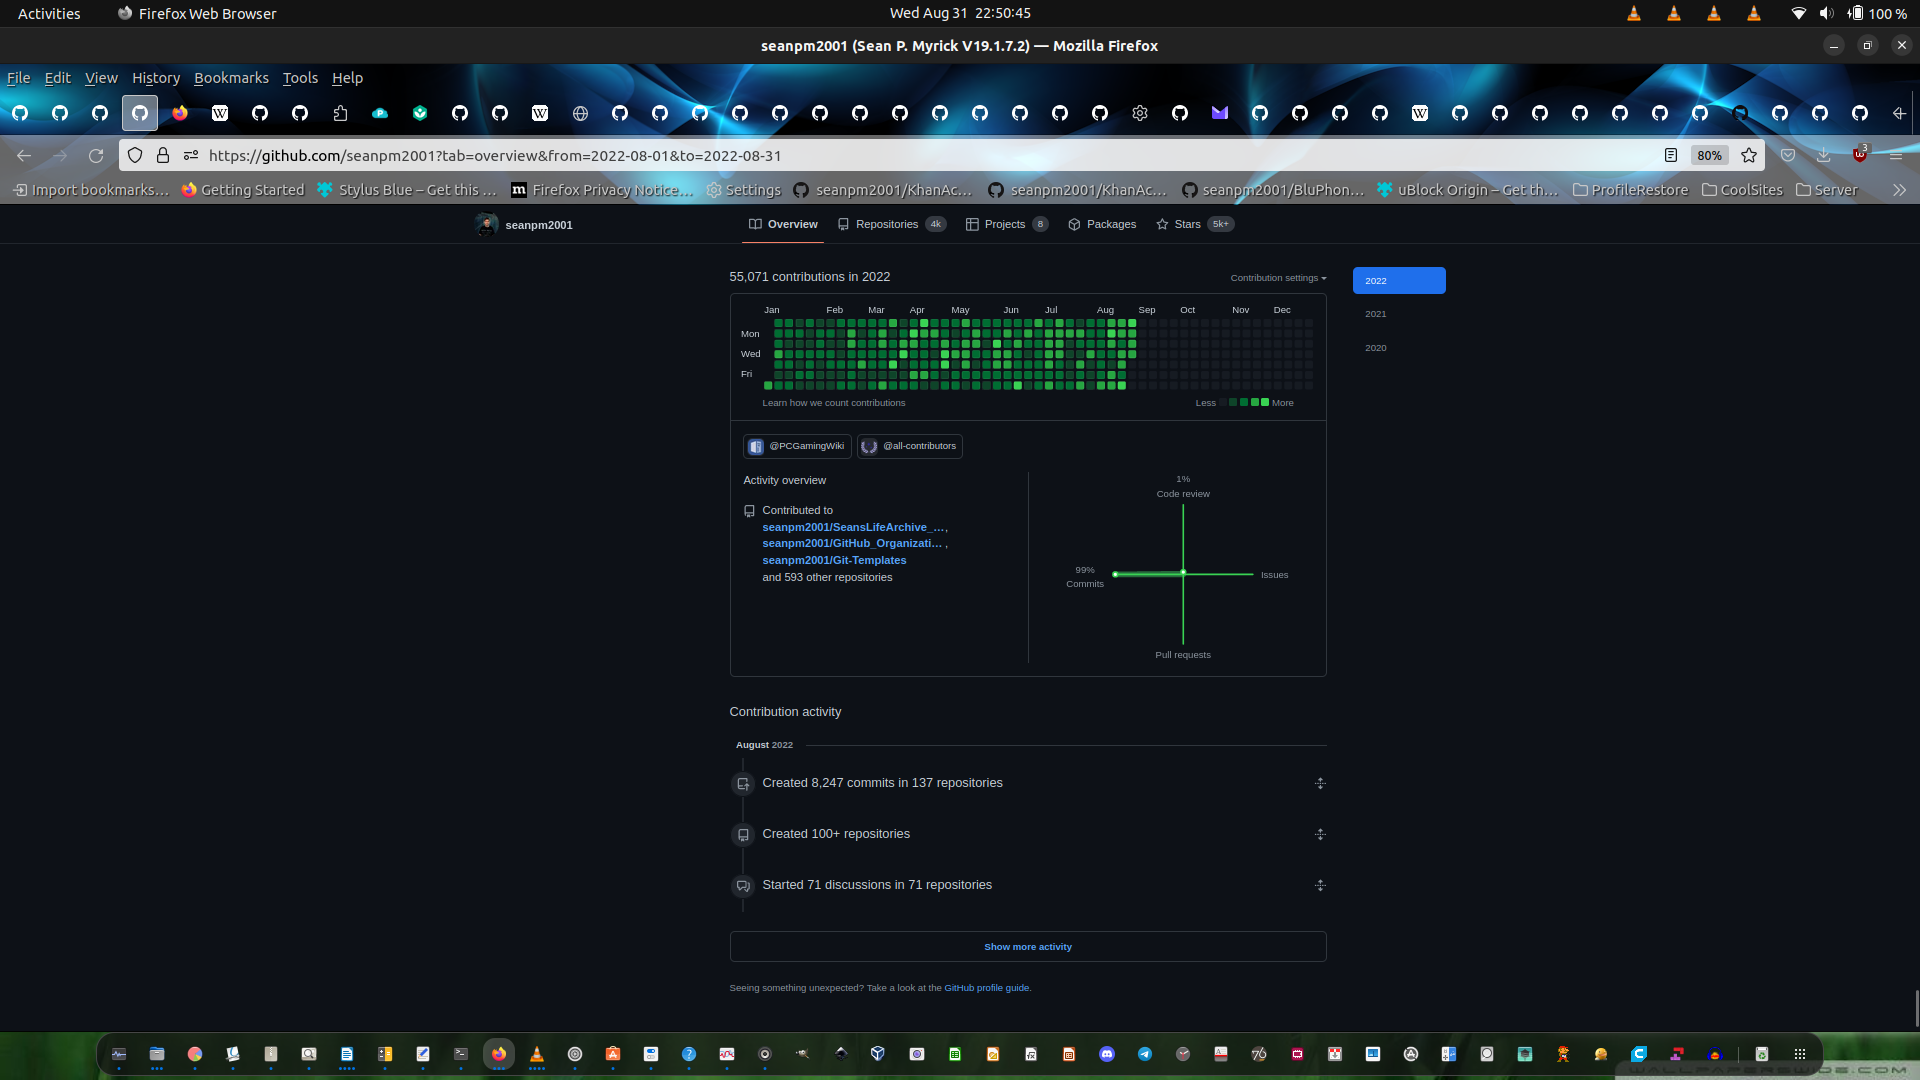 Activities
Firefox Web Browser
Wed Aug 31 22:50:45
100 %
seanpm2001 (Sean P. Myrick V19.1.7.2) — Mozilla Firefox
File Edit View History Bookmarks Tools Help
https://github.com/seanpm2001?tab=overview&from=2022-08-01&to=2022-08-31
80%
3
Import bookmarks… Getting Started Stylus Blue – Get this … Firefox Privacy Notice… Settings seanpm2001/KhanAc… seanpm2001/KhanAc… seanpm2001/BluPhon… uBlock Origin – Get th… ProfileRestore CoolSites Server
seanpm2001
Overview Repositories 4k Projects 8 Packages Stars 5k+
55,071 contributions in 2022
Contribution settings
2022
2021
2020
Jan Feb Mar Apr May Jun Jul Aug Sep Oct Nov Dec
Mon
Wed
Fri
Learn how we count contributions
Less More
@PCGamingWiki @all-contributors
Activity overview
Contributed to
seanpm2001/SeansLifeArchive_…,
seanpm2001/GitHub_Organizati… ,
seanpm2001/Git-Templates
and 593 other repositories
1%
Code review
99%
Commits
Issues
Pull requests
Contribution activity
August 2022
Created 8,247 commits in 137 repositories
Created 100+ repositories
Started 71 discussions in 71 repositories
Show more activity
Seeing something unexpected? Take a look at the GitHub profile guide.
WALLPAPERSWIDE.COM